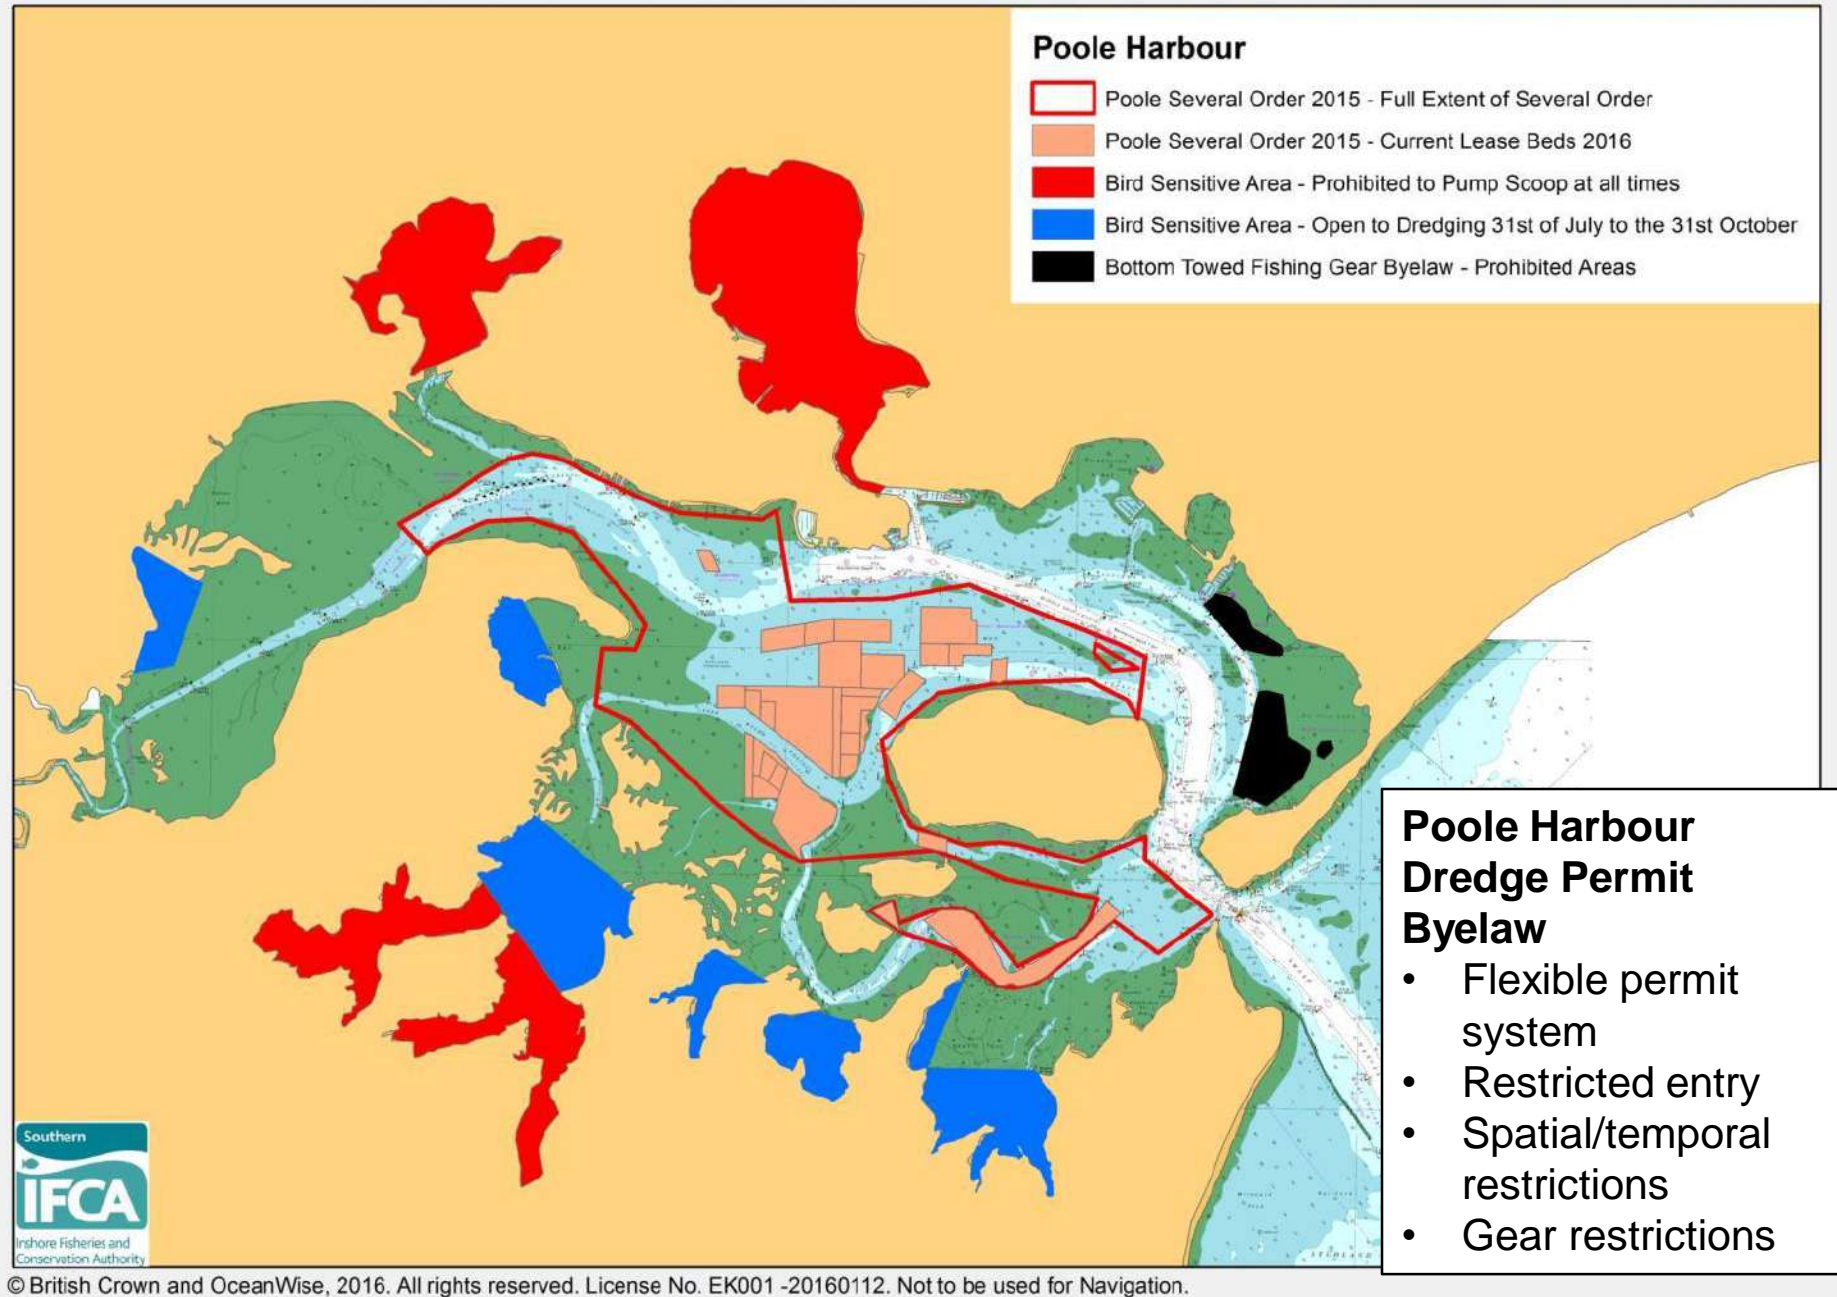 Poole Harbour
Poole Several Order 2015 - Full Extent of Several Order
Poole Several Order 2015 - Current Lease Beds 2016
Bird Sensitive Area - Prohibited to Pump Scoop at all times
Bird Sensitive Area - Open to Dredging 31st of July to the 31st October
Bottom Towed Fishing Gear Byelaw - Prohibited Areas
Poole Harbour
Dredge Permit
Byelaw
• Flexible permit
system
• Restricted entry
• Spatial/temporal
restrictions
• Gear restrictions
Southern
IFCA
Inshore Fisheries and
Conservation Authority
© British Crown and OceanWise, 2016. All rights reserved. License No. EK001 -20160112. Not to be used for Navigation.